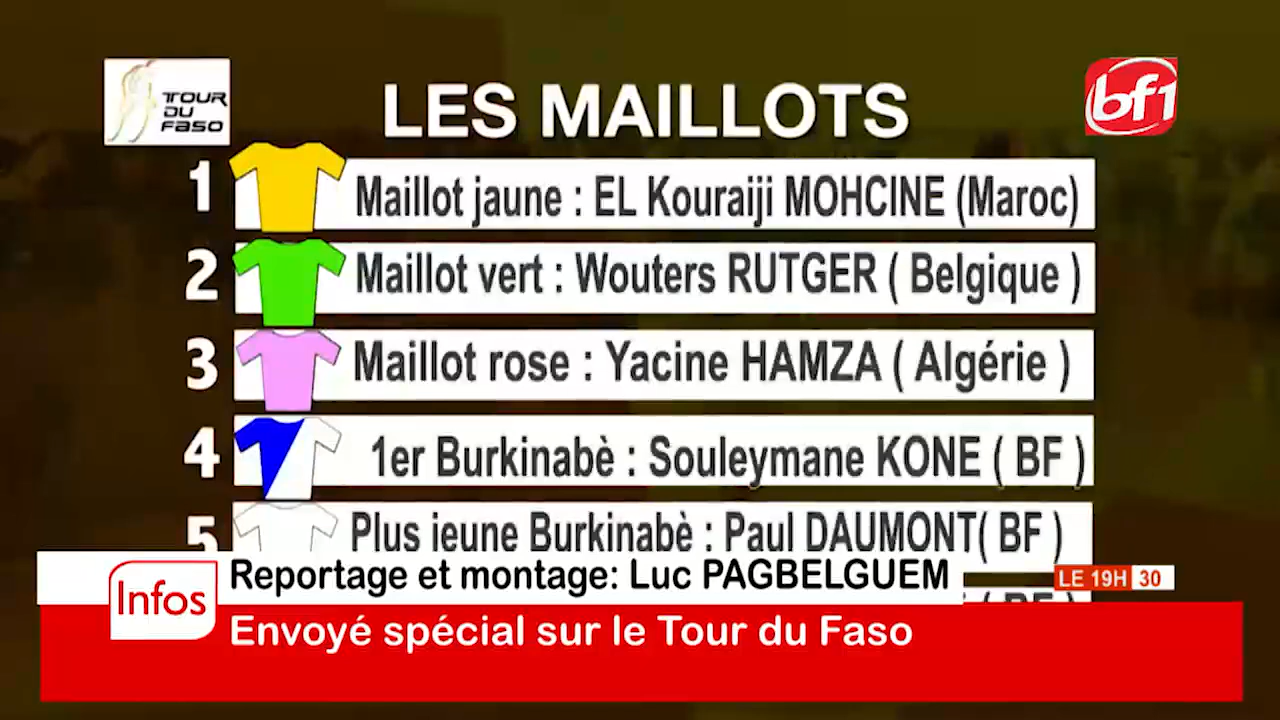 TOUR
DU
FASO
LES MAILLOTS
bf1
1 Maillot jaune : EL Kouraiji MOHCINE (Maroc)
2 Maillot vert : Wouters RUTGER ( Belgique )
3 Maillot rose : Yacine HAMZA ( Algérie )
4 1er Burkinabè : Souleymane KONE ( BF )
5 Plus jeune Burkinabè : Paul DAUMONT( BF )
( BF )
Infos
Reportage et montage: Luc PAGBELGUEM
LE 19H 30
Envoyé spécial sur le Tour du Faso